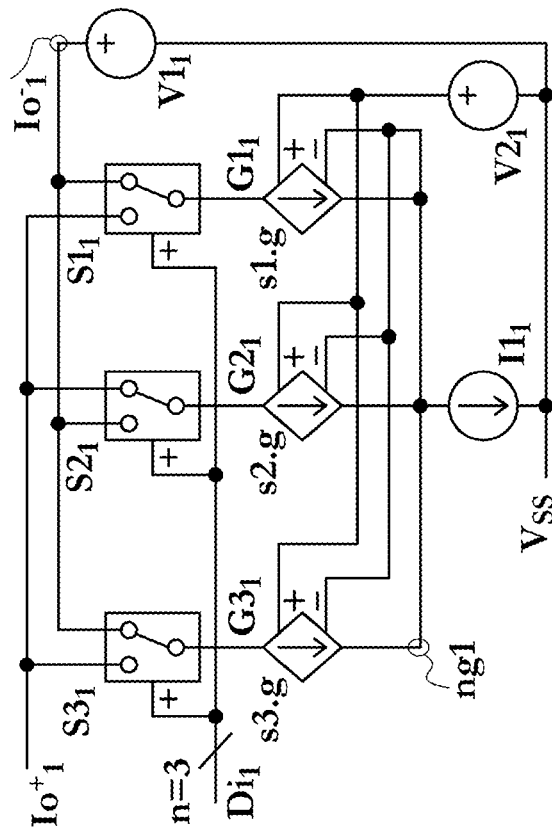 Io⁻₁
+
V1₁
Io⁺₁
S3₁
S2₁
S1₁
+
+
+
n=3
Di₁
G3₁
G2₁
G1₁
+
−
+
−
+
−
s3.g
s2.g
s1.g
+
V2₁
I1₁
ng1
V_SS